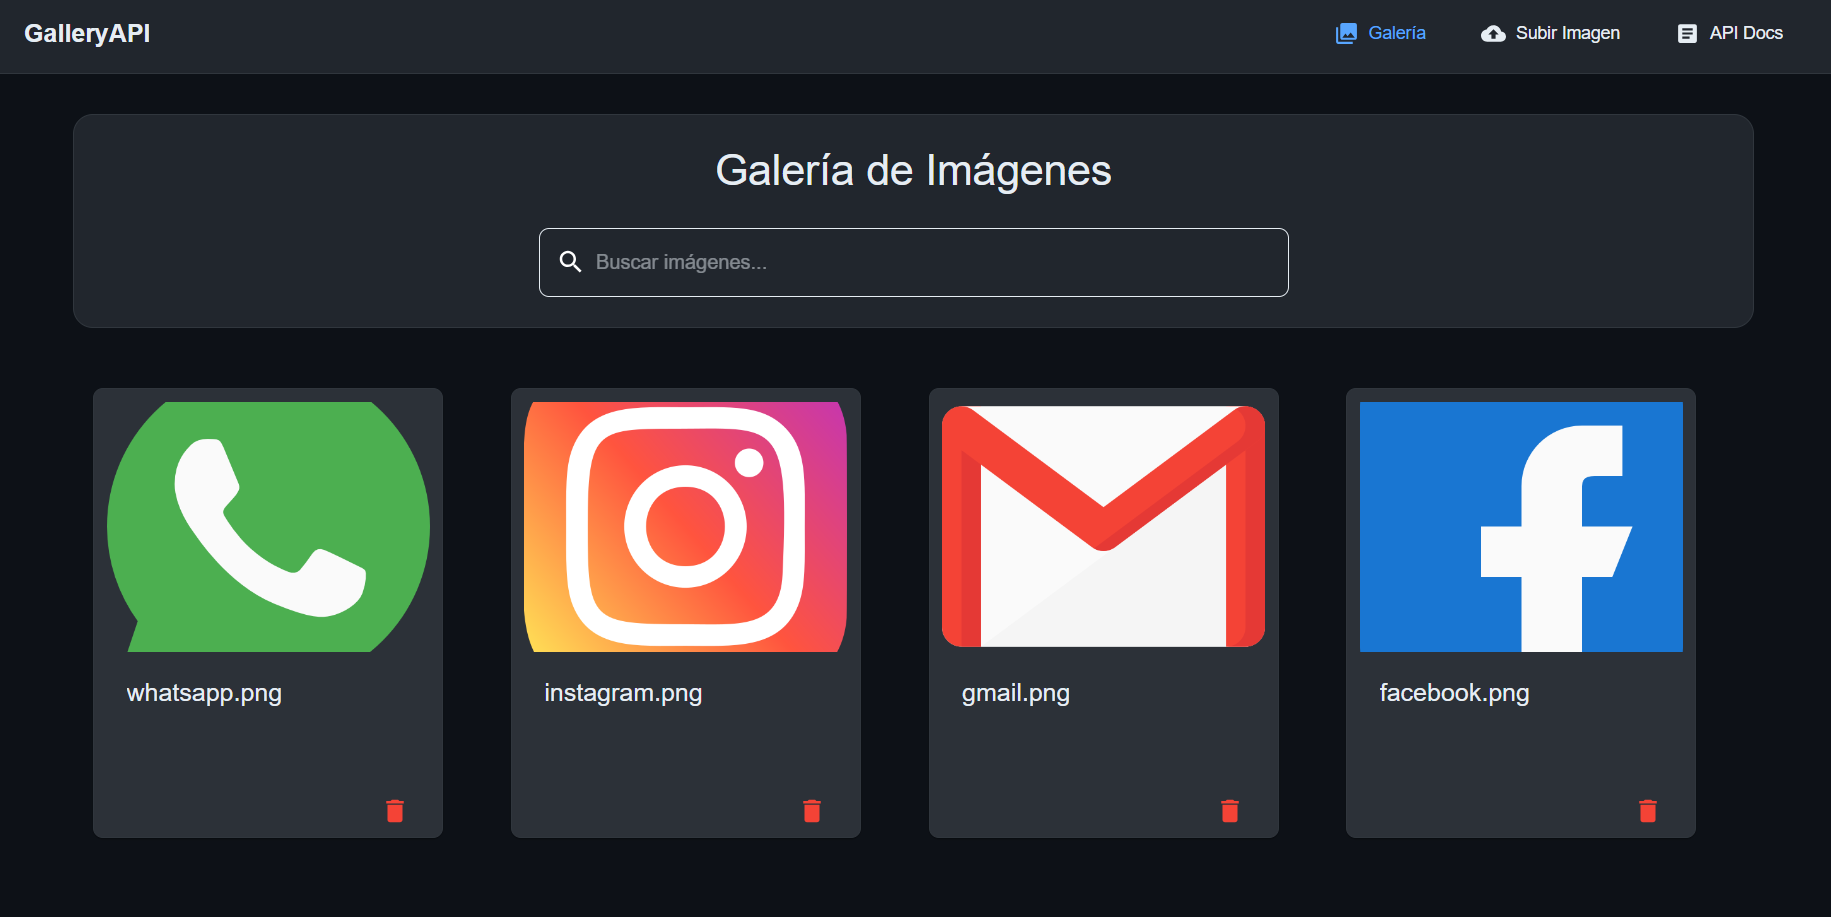 GalleryAPI
Galería
Subir Imagen
API Docs
Galería de Imágenes
Buscar imágenes...
whatsapp.png
instagram.png
gmail.png
facebook.png